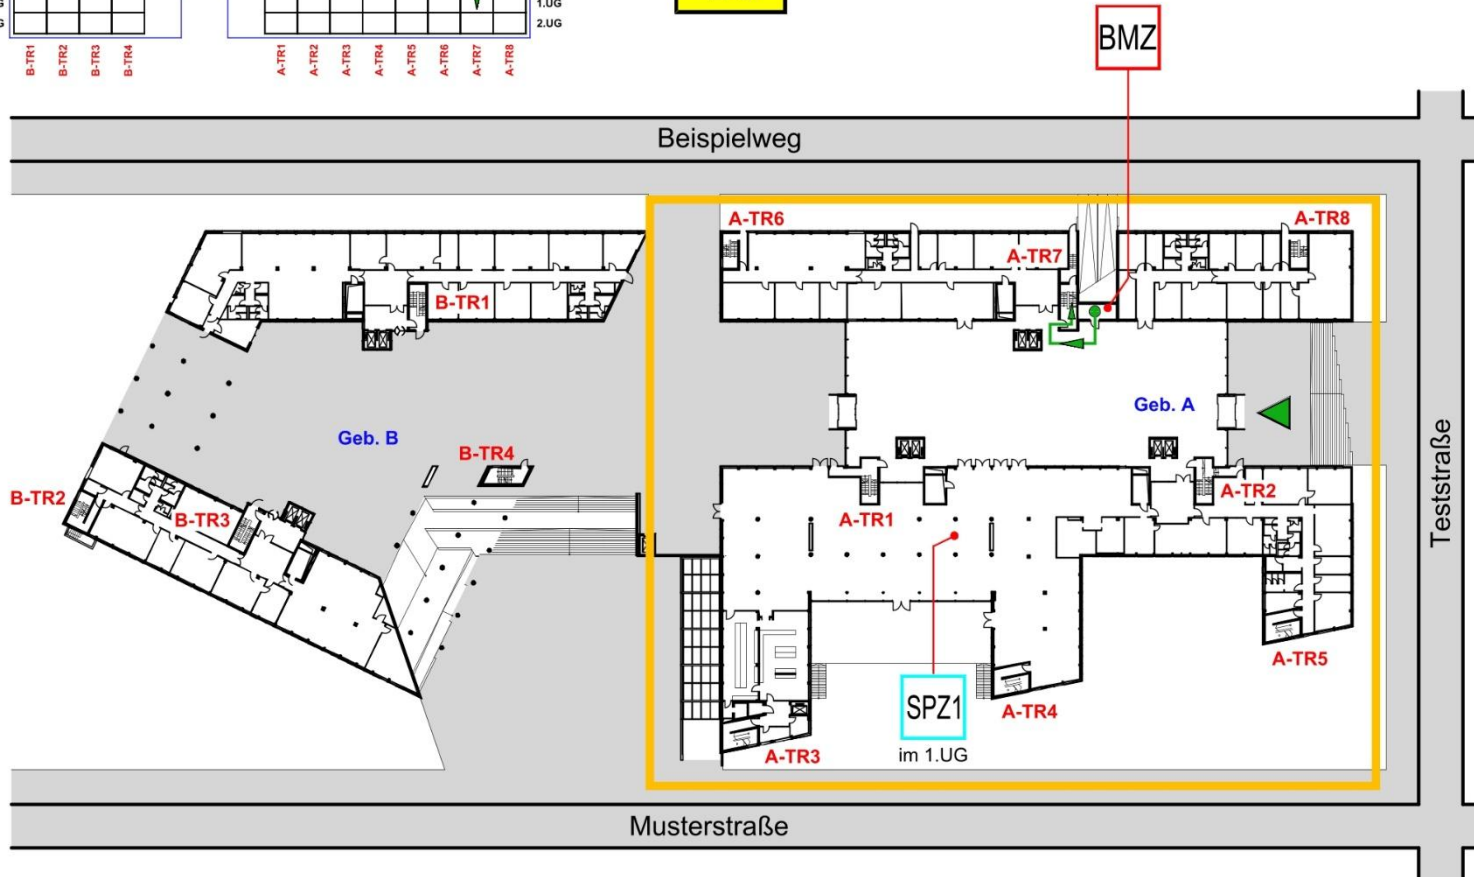 1.UG
2.UG
B-TR1
B-TR2
B-TR3
B-TR4
A-TR1
A-TR2
A-TR3
A-TR4
A-TR5
A-TR6
A-TR7
A-TR8
BMZ
Beispielweg
A-TR6
A-TR8
A-TR7
B-TR1
Geb. A
Geb. B
B-TR4
B-TR2
B-TR3
A-TR1
A-TR2
Teststraße
A-TR5
SPZ1
A-TR4
im 1.UG
A-TR3
Musterstraße